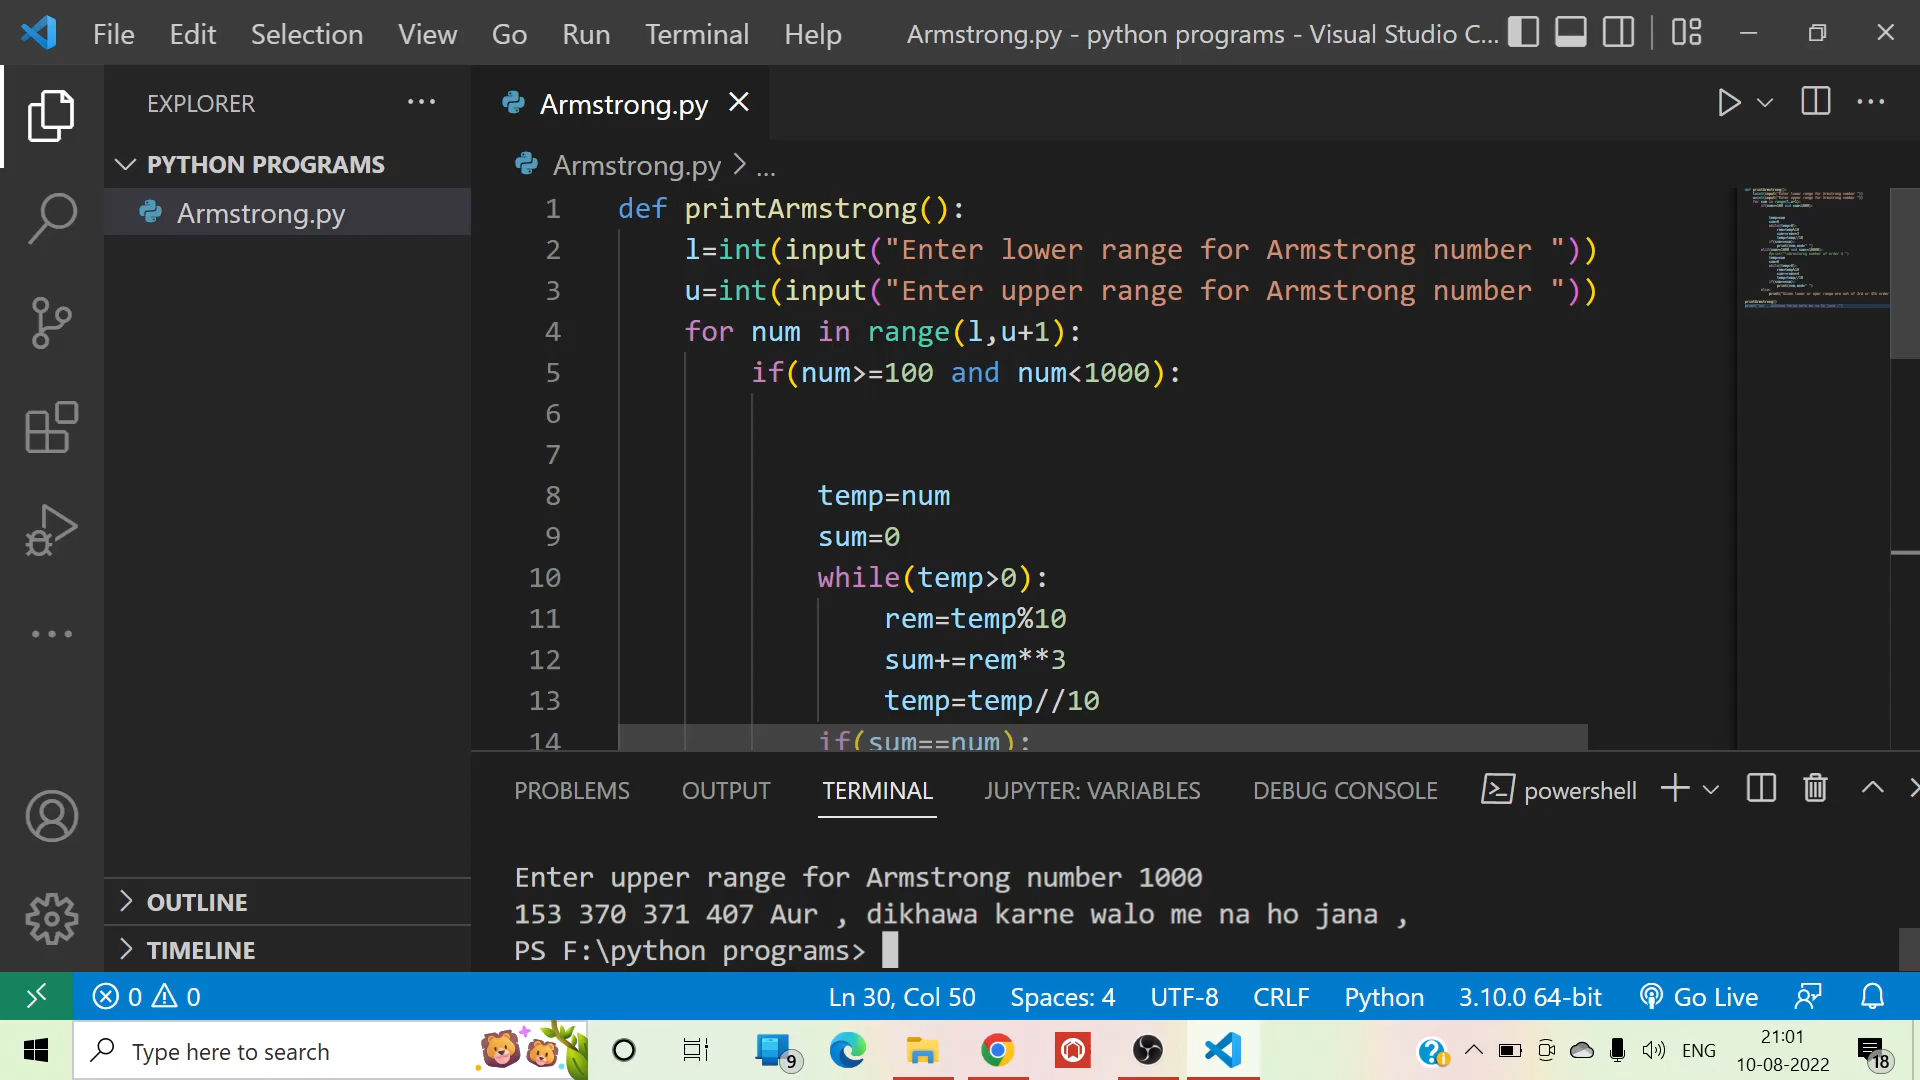 File Edit Selection View Go Run Terminal Help Armstrong.py - python programs - Visual Studio C...
EXPLORER
PYTHON PROGRAMS
Armstrong.py
OUTLINE
TIMELINE
Armstrong.py
Armstrong.py > ...
1 def printArmstrong():
2 l=int(input("Enter lower range for Armstrong number "))
3 u=int(input("Enter upper range for Armstrong number "))
4 for num in range(l,u+1):
5 if(num>=100 and num<1000):
6
7
8 temp=num
9 sum=0
10 while(temp>0):
11 rem=temp%10
12 sum+=rem**3
13 temp=temp//10
14 if(sum==num):
PROBLEMS OUTPUT TERMINAL JUPYTER: VARIABLES DEBUG CONSOLE powershell
Enter upper range for Armstrong number 1000
153 370 371 407 Aur , dikhawa karne walo me na ho jana ,
PS F:\python programs>
0 0 Ln 30, Col 50 Spaces: 4 UTF-8 CRLF Python 3.10.0 64-bit Go Live
Type here to search 9 ENG 21:01
10-08-2022 18